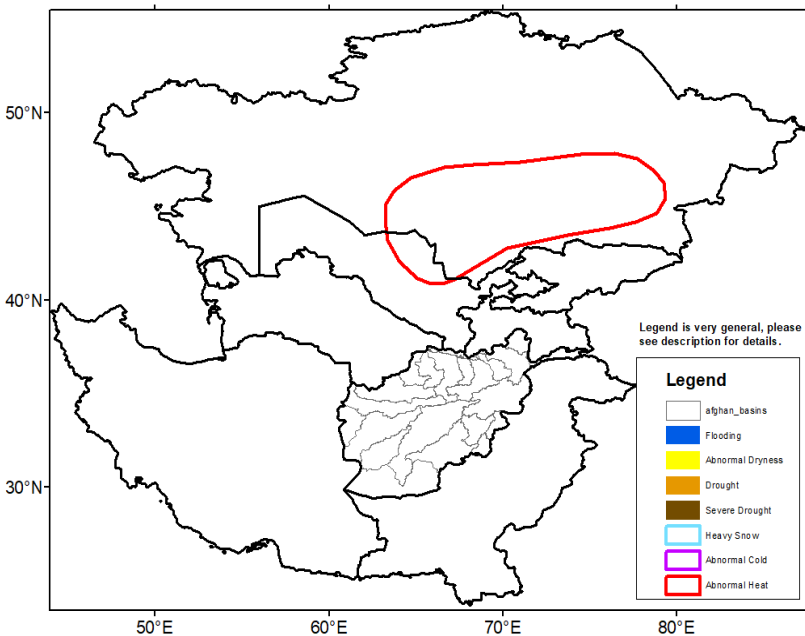 50°N
40°N
30°N
50°E
60°E
70°E
80°E
Legend is very general, please
see description for details.
Legend
afghan_basins
Flooding
Abnormal Dryness
Drought
Severe Drought
Heavy Snow
Abnormal Cold
Abnormal Heat